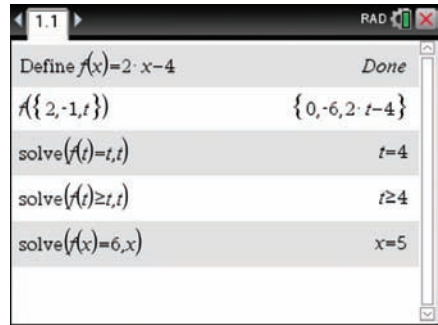 1.1 RAD
Define f(x)=2·x−4 Done
f({2,-1,t}) {0,-6,2·t−4}
solve(f(t)=t,t) t=4
solve(f(t)≥t,t) t≥4
solve(f(x)=6,x) x=5